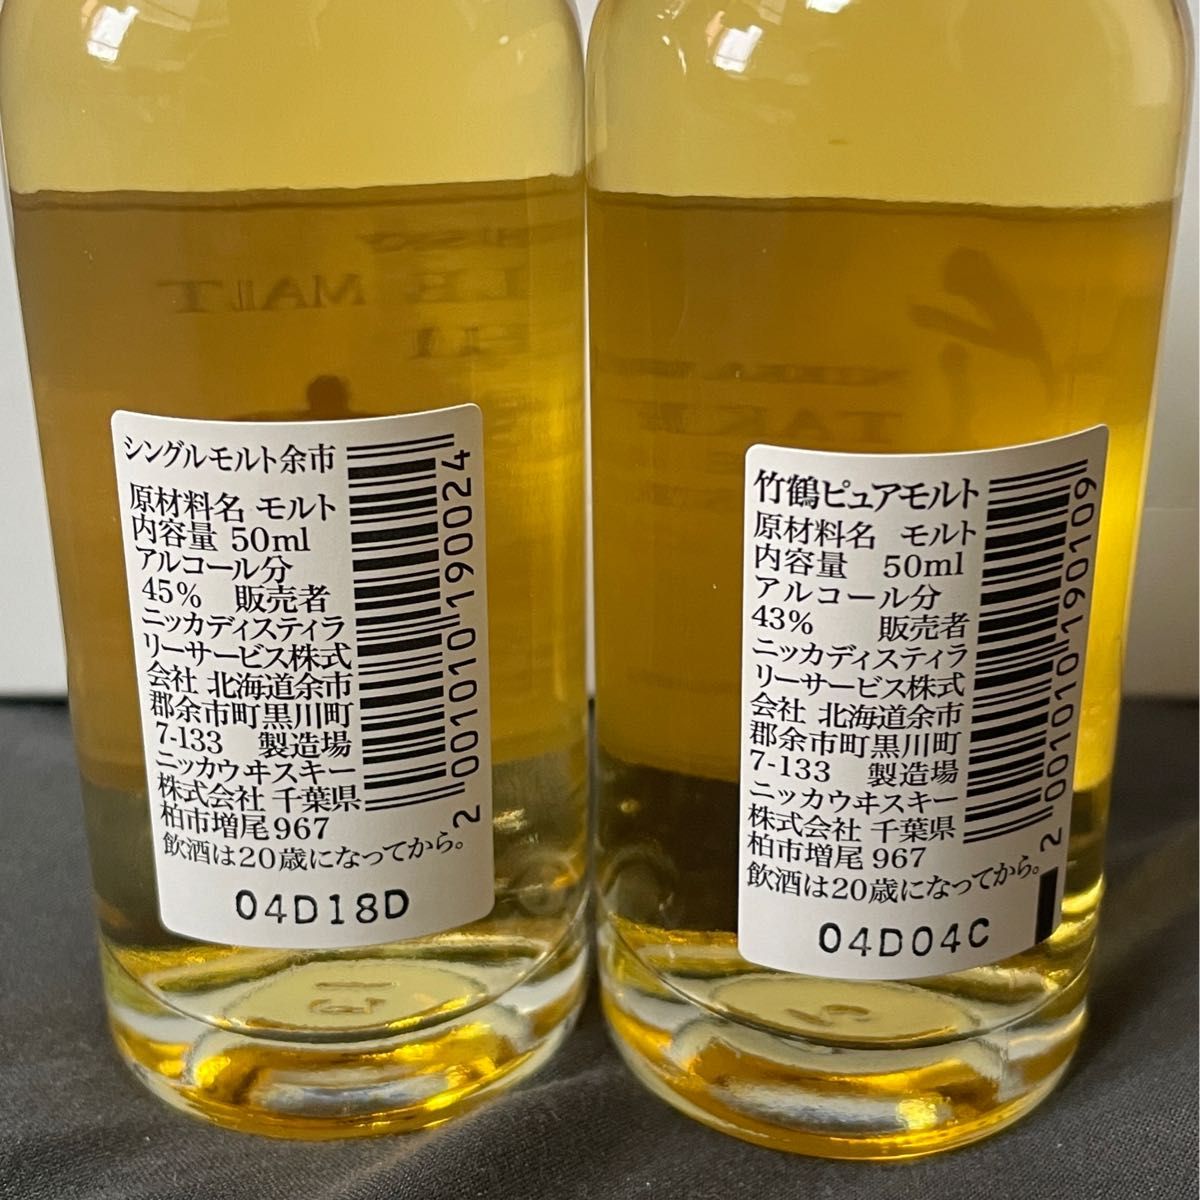 シングルモルト余市
原材料名 モルト
内容量 50ml
アルコール分
45% 販売者
ニッカディスティラ
リーサービス株式
会社 北海道余市
郡余市町黒川町
7-133 製造場
ニッカウヰスキー
株式会社 千葉県
柏市増尾967
飲酒は20歳になってから。
2001010190024
04D18D
竹鶴ピュアモルト
原材料名 モルト
内容量 50ml
アルコール分
43% 販売者
ニッカディスティラ
リーサービス株式
会社 北海道余市
郡余市町黒川町
7-133 製造場
ニッカウヰスキー
株式会社 千葉県
柏市増尾967
飲酒は20歳になってから。
2001010190109
04D04C
MALT
13
5